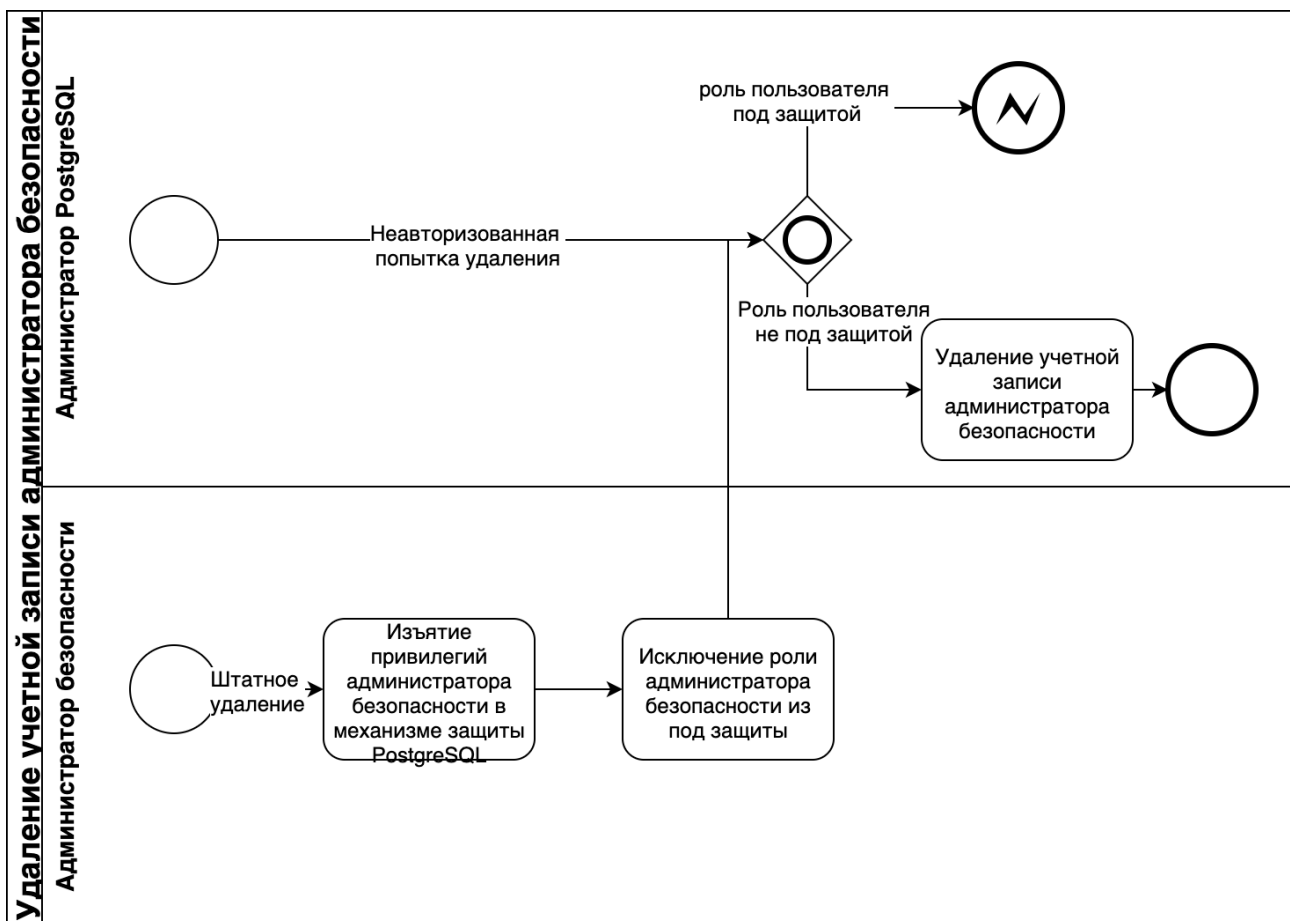 Удаление учетной записи администратора безопасности
Администратор PostgreSQL
роль пользователя
под защитой
Неавторизованная
попытка удаления
Роль пользователя
не под защитой
Удаление учетной
записи
администратора
безопасности
Администратор безопасности
Штатное
удаление
Изъятие
привилегий
администратора
безопасности в
механизме защиты
PostgreSQL
Исключение роли
администратора
безопасности из
под защиты